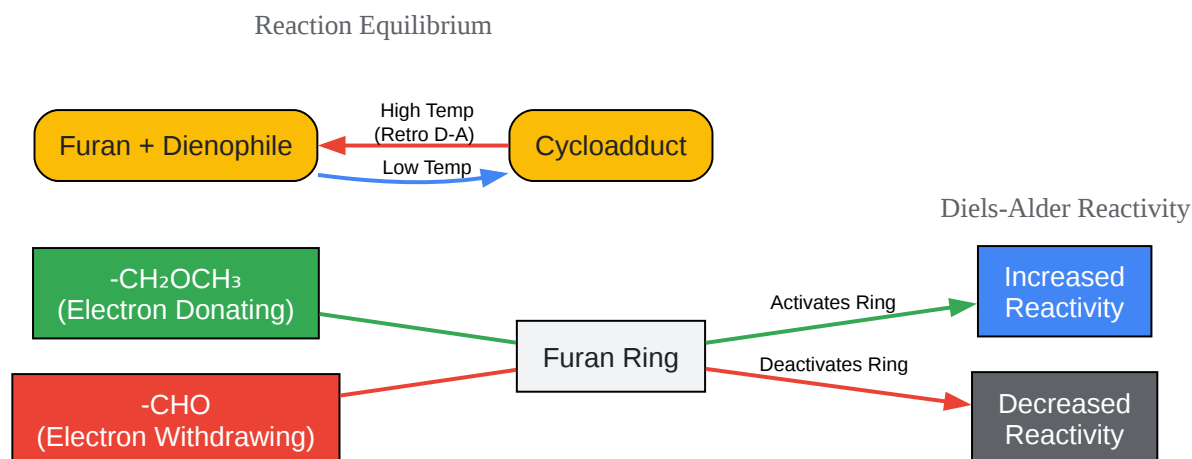 Reaction Equilibrium
High Temp
(Retro D-A)
Furan + Dienophile
Cycloadduct
Low Temp
Diels-Alder Reactivity
-CH₂OCH₃
(Electron Donating)
Increased
Reactivity
Activates Ring
Furan Ring
Deactivates Ring
-CHO
(Electron Withdrawing)
Decreased
Reactivity